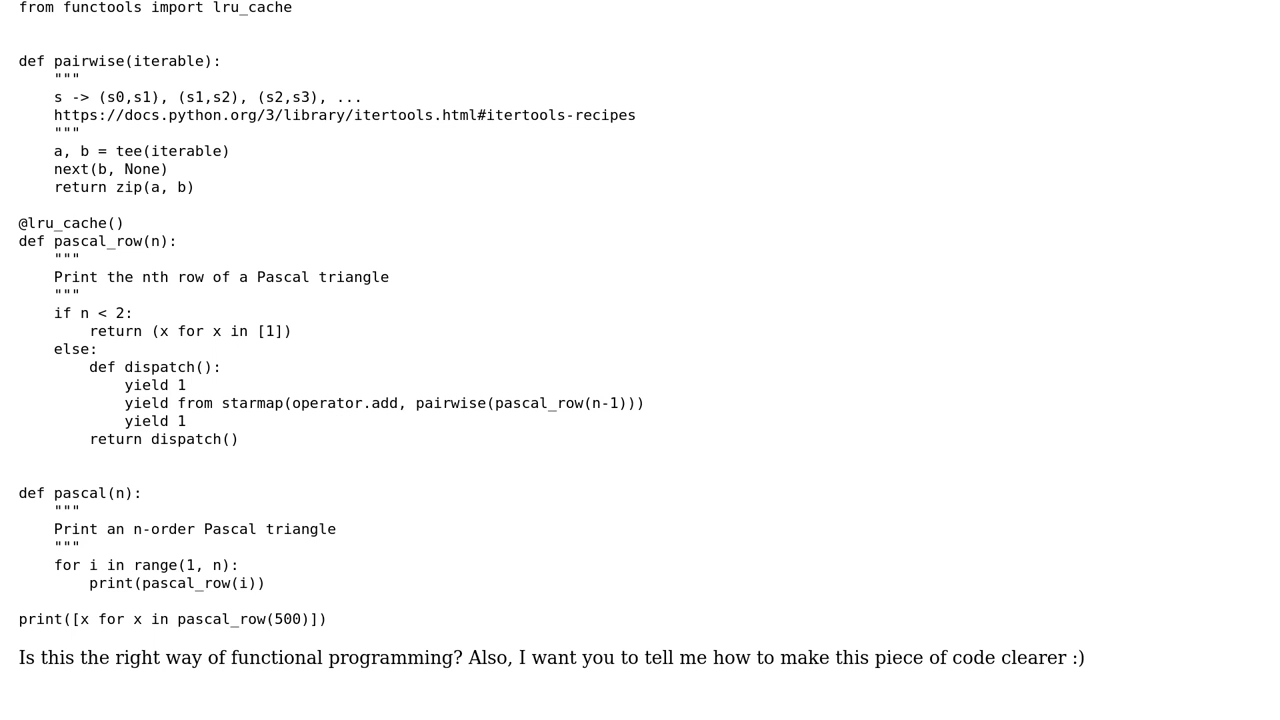 from functools import lru_cache
def pairwise(iterable):
    """
    s -> (s0,s1), (s1,s2), (s2,s3), ...
    https://docs.python.org/3/library/itertools.html#itertools-recipes
    """
    a, b = tee(iterable)
    next(b, None)
    return zip(a, b)
@lru_cache()
def pascal_row(n):
    """
    Print the nth row of a Pascal triangle
    """
    if n < 2:
        return (x for x in [1])
    else:
        def dispatch():
            yield 1
            yield from starmap(operator.add, pairwise(pascal_row(n-1)))
            yield 1
        return dispatch()
def pascal(n):
    """
    Print an n-order Pascal triangle
    """
    for i in range(1, n):
        print(pascal_row(i))
print([x for x in pascal_row(500)])
Is this the right way of functional programming? Also, I want you to tell me how to make this piece of code clearer :)